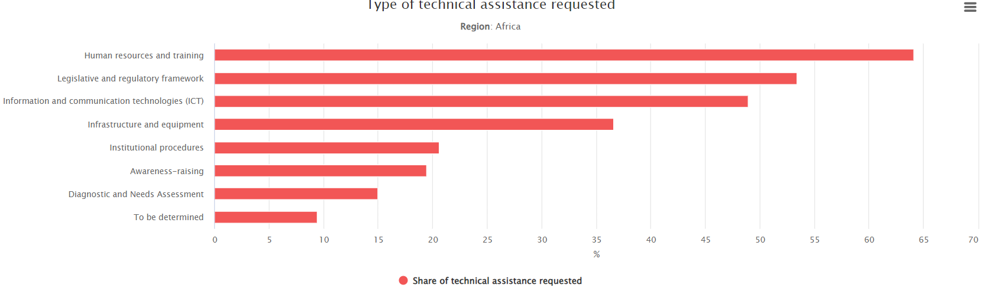 Type of technical assistance requested
Region: Africa
Human resources and training
Legislative and regulatory framework
Information and communication technologies (ICT)
Infrastructure and equipment
Institutional procedures
Awareness-raising
Diagnostic and Needs Assessment
To be determined
0 5 10 15 20 25 30 35 40 45 50 55 60 65 70
%
Share of technical assistance requested